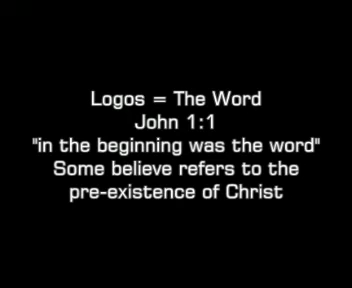 Logos = The Word
John 1:1
"in the beginning was the word"
Some believe refers to the
pre-existence of Christ